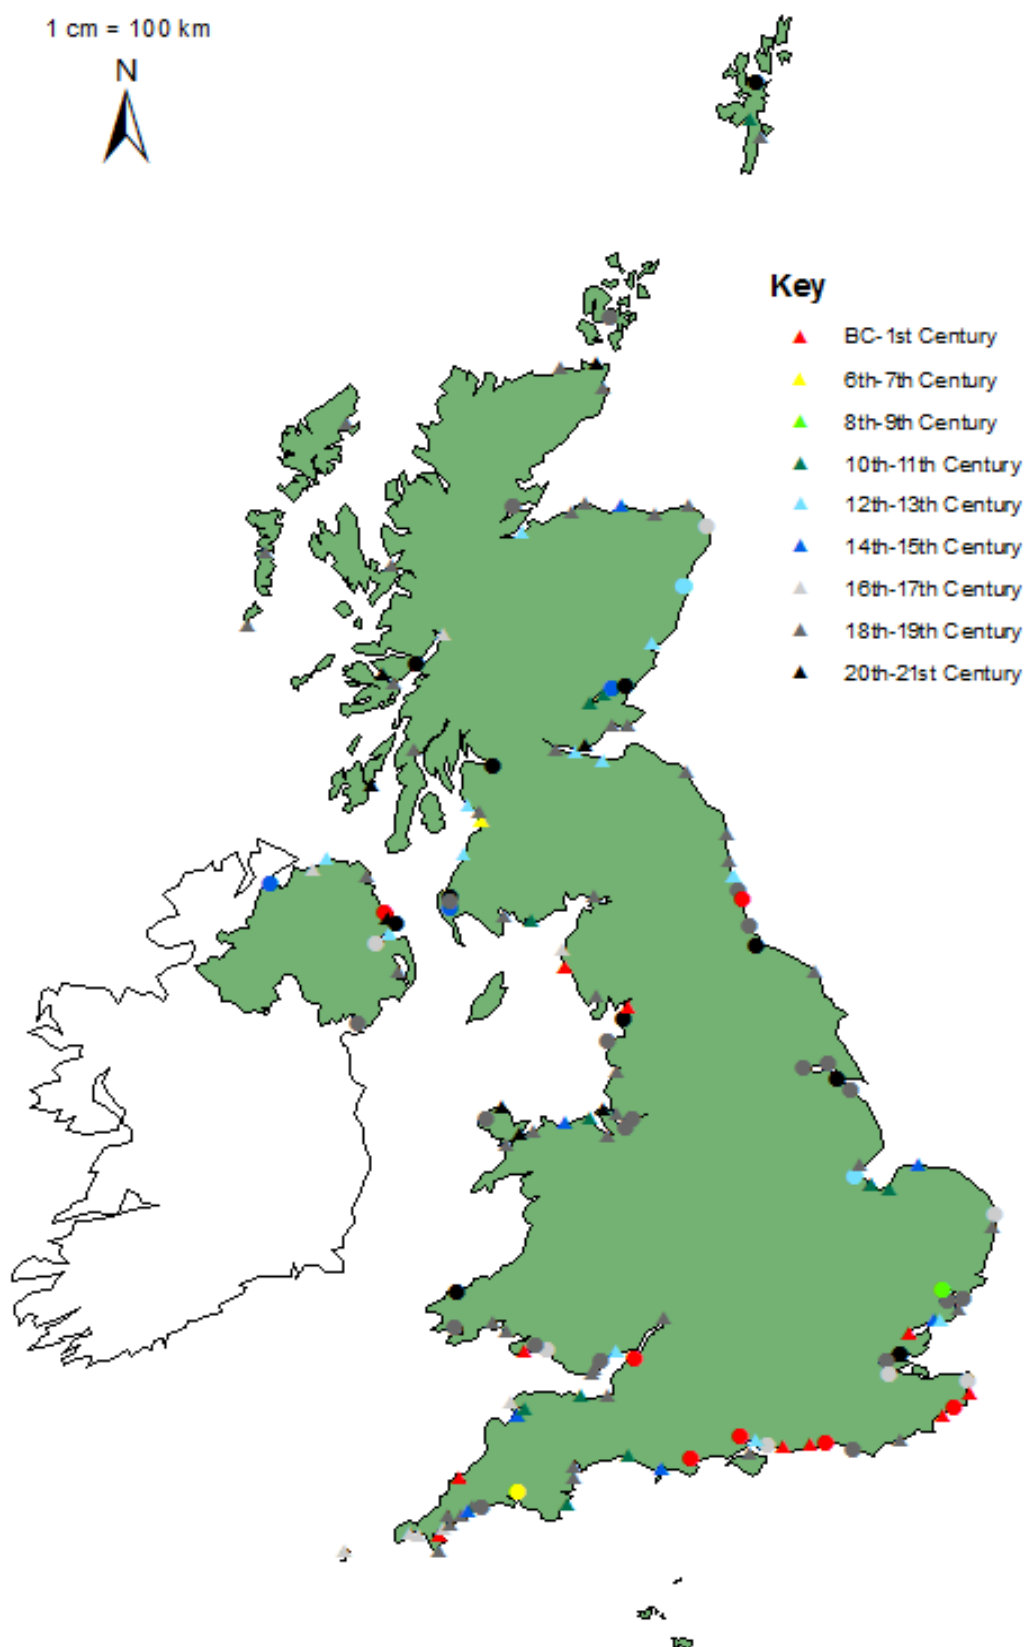 1 cm = 100 km
N
Key
BC-1st Century
6th-7th Century
8th-9th Century
10th-11th Century
12th-13th Century
14th-15th Century
16th-17th Century
18th-19th Century
20th-21st Century